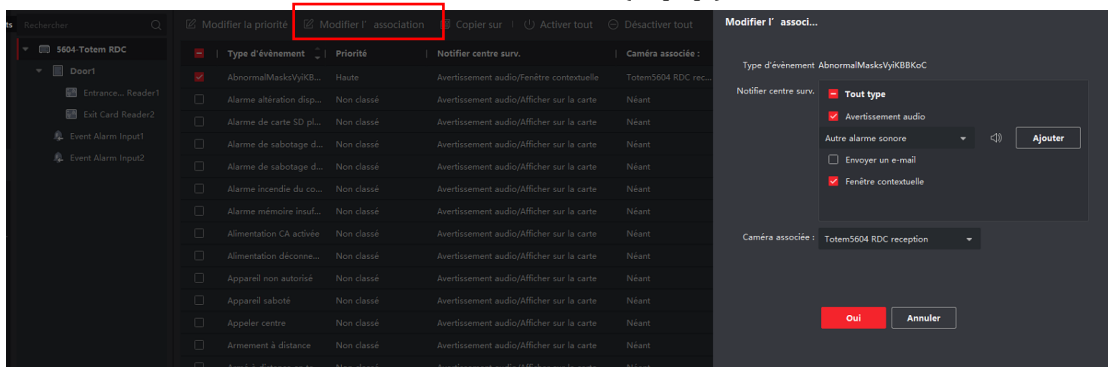 ts Rechercher
5604-Totem RDC
Door1
Entrance... Reader1
Exit Card Reader2
Event Alarm Input1
Event Alarm Input2
Modifier la priorité Modifier l' association Copier sur Activer tout Désactiver tout
Type d'évènement Priorité Notifier centre surv. Caméra associée :
AbnormalMasksVyiKB... Haute Avertissement audio/Fenêtre contextuelle Totem5604 RDC rec...
Alarme altération disp... Non classé Avertissement audio/Afficher sur la carte Néant
Alarme de carte SD pl... Non classé Avertissement audio/Afficher sur la carte Néant
Alarme de sabotage d... Non classé Avertissement audio/Afficher sur la carte Néant
Alarme de sabotage d... Non classé Avertissement audio/Afficher sur la carte Néant
Alarme incendie du co... Non classé Avertissement audio/Afficher sur la carte Néant
Alarme mémoire insuf... Non classé Avertissement audio/Afficher sur la carte Néant
Alimentation CA activée Non classé Avertissement audio/Afficher sur la carte Néant
Alimentation déconne... Non classé Avertissement audio/Afficher sur la carte Néant
Appareil non autorisé Non classé Avertissement audio/Afficher sur la carte Néant
Appareil saboté Non classé Avertissement audio/Afficher sur la carte Néant
Appeler centre Non classé Avertissement audio/Afficher sur la carte Néant
Armement à distance Non classé Avertissement audio/Afficher sur la carte Néant
Modifier l' associ...
Type d'évènement AbnormalMasksVyiKBBKoC
Notifier centre surv. Tout type
Avertissement audio
Autre alarme sonore Ajouter
Envoyer un e-mail
Fenêtre contextuelle
Caméra associée : Totem5604 RDC reception
Oui Annuler